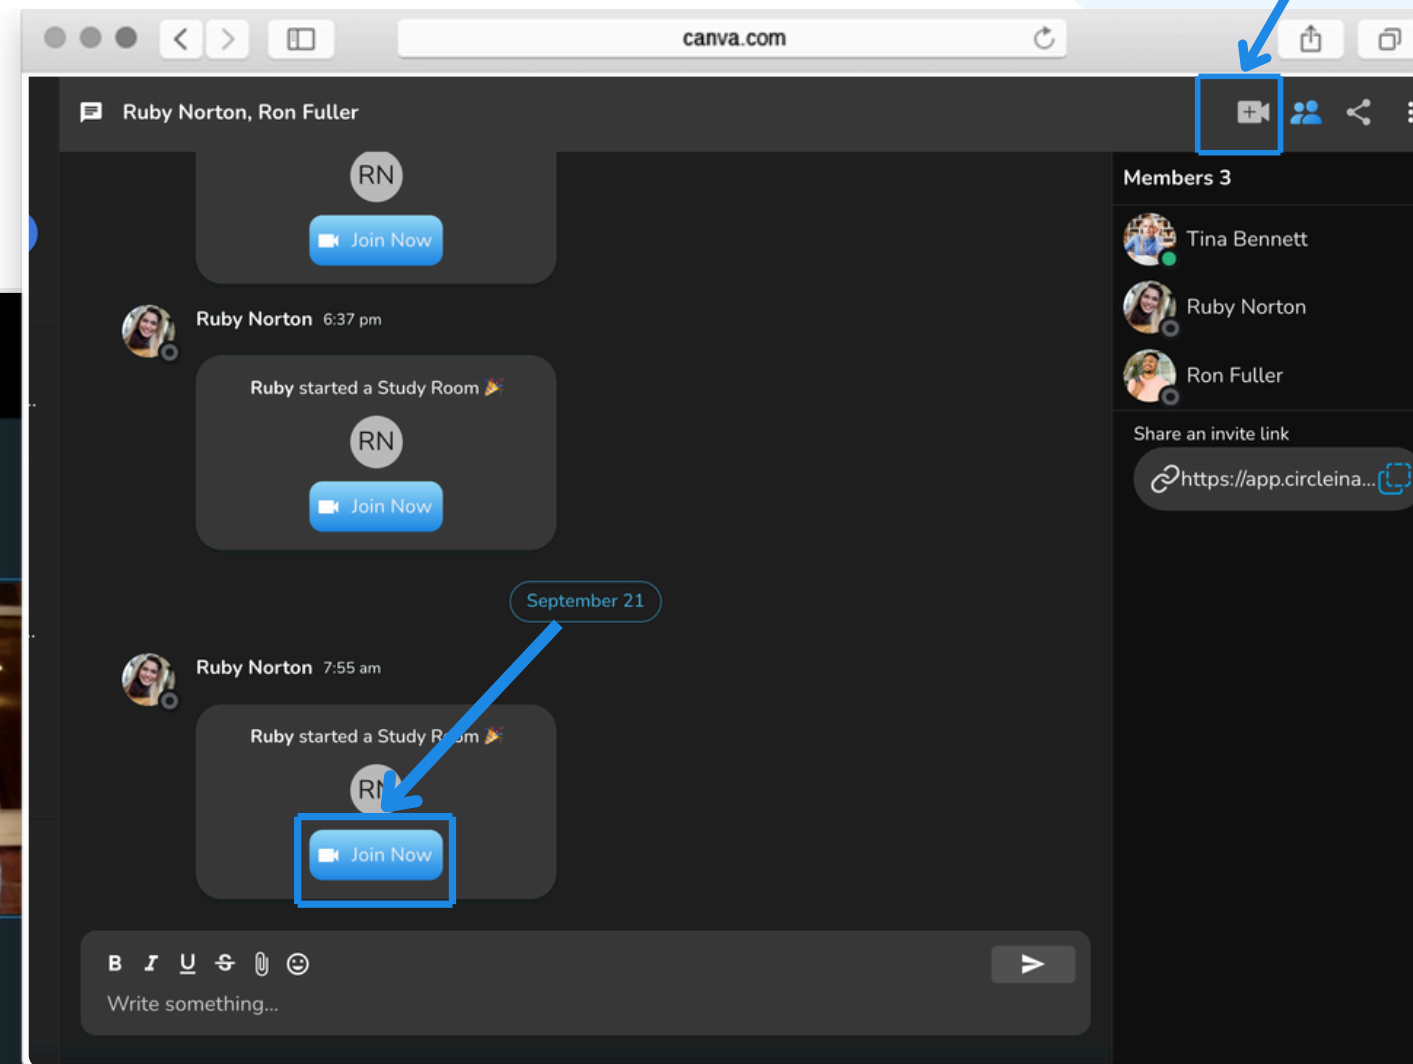 canva.com
Ruby Norton, Ron Fuller
RN
Join Now
Ruby Norton 6:37 pm
Ruby started a Study Room 🎉
RN
Join Now
September 21
Ruby Norton 7:55 am
Ruby started a Study Room 🎉
RN
Join Now
B I U S
Write something...
Members 3
Tina Bennett
Ruby Norton
Ron Fuller
Share an invite link
https://app.circleina...